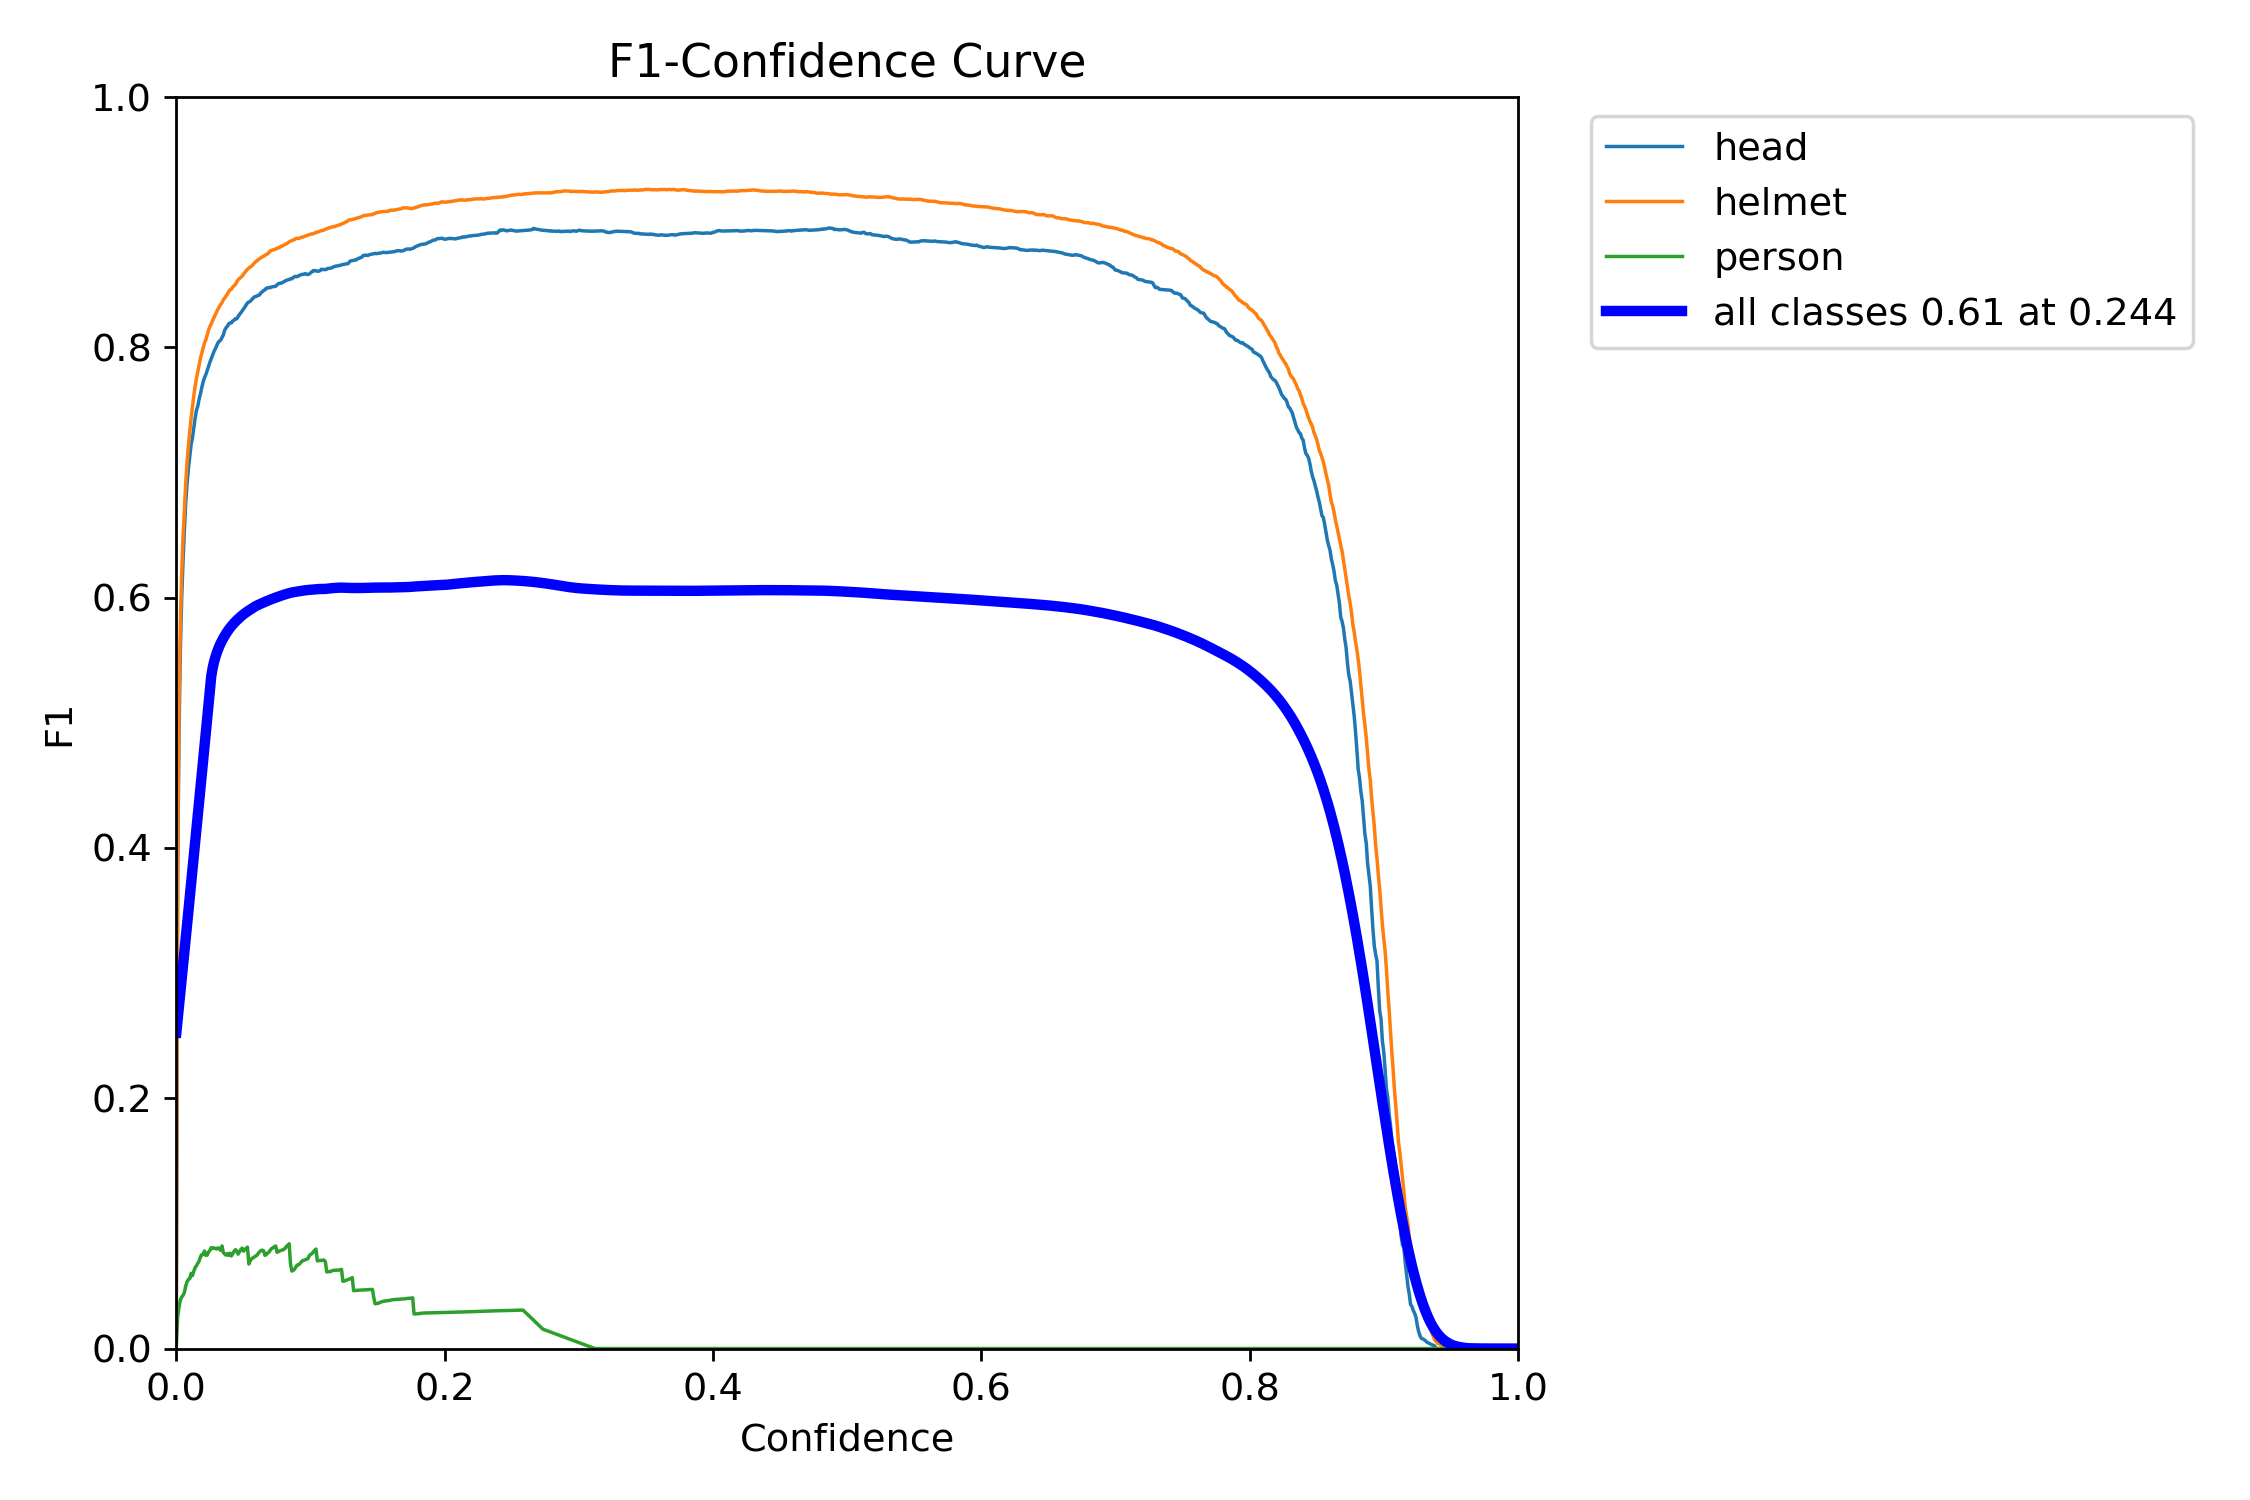 F1-Confidence Curve
1.0
0.8
0.6
0.4
0.2
0.0
F1
0.0 0.2 0.4 0.6 0.8 1.0
Confidence
head
helmet
person
all classes 0.61 at 0.244